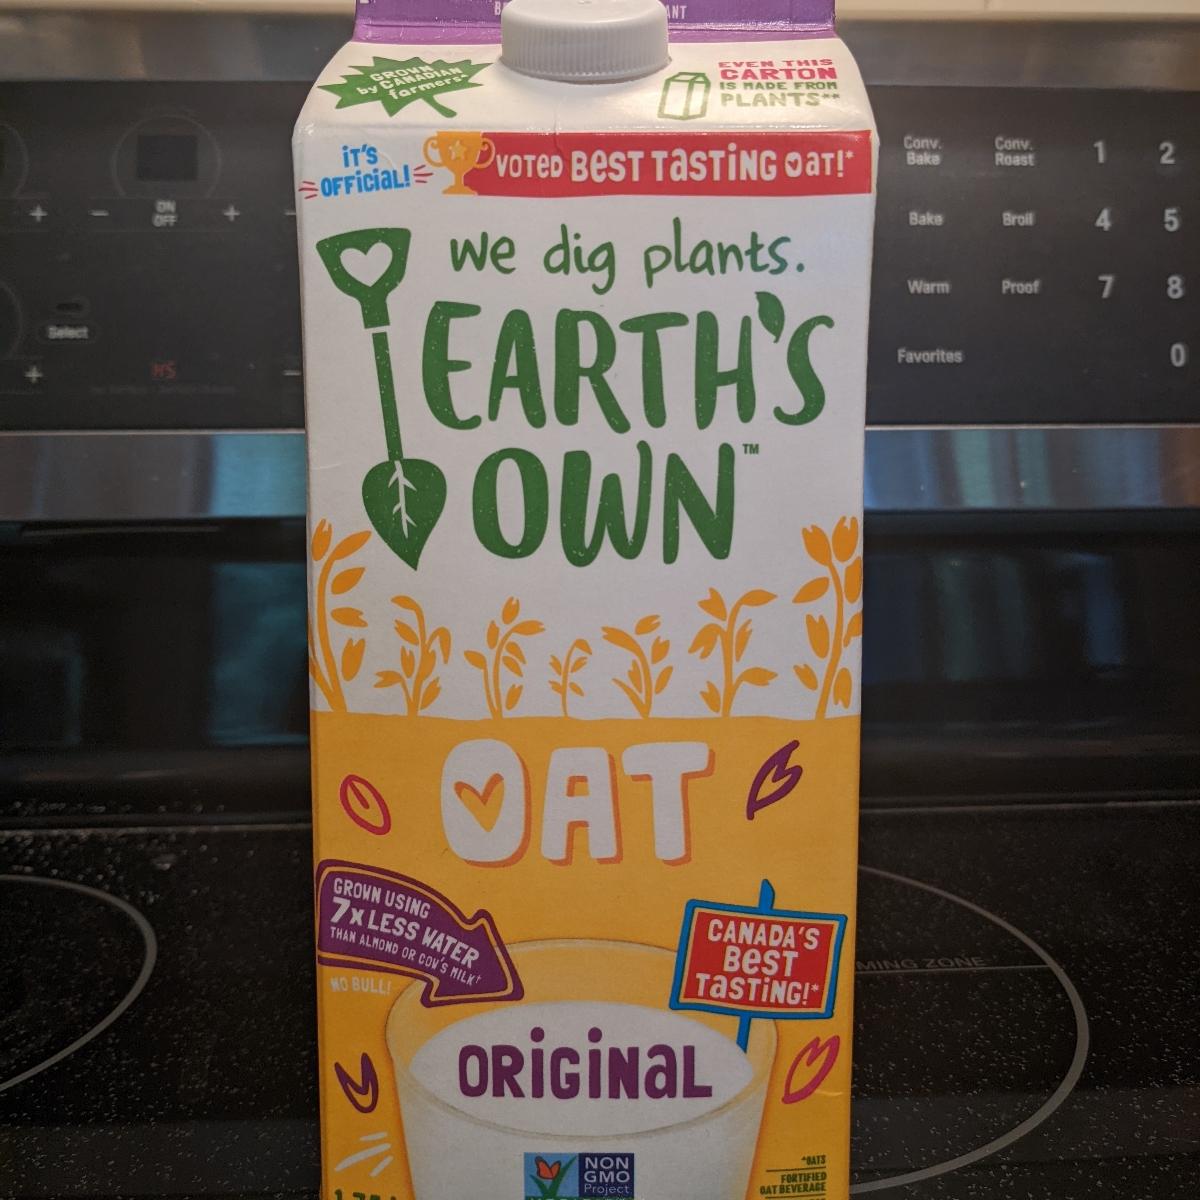 GROWN
by CANADIAN
farmers*
EVEN THIS
CARTON
IS MADE FROM
PLANTS**
IT'S
OFFICIAL!
VOTED BEST TASTING OAT!*
we dig plants.
EARTH'S
OWN™
OAT
GROWN USING
7x LESS WATER
THAN ALMOND OR COW'S MILK†
NO BULL!
CANADA'S
BEST
TASTING!*
ORIGINAL
NON
GMO
Project
*OATS
FORTIFIED
OAT BEVERAGE
ON
OFF
Select
Conv. Bake
Conv. Roast
1 2
Bake Broil 4 5
Warm Proof 7 8
Favorites 0
WARMING ZONE